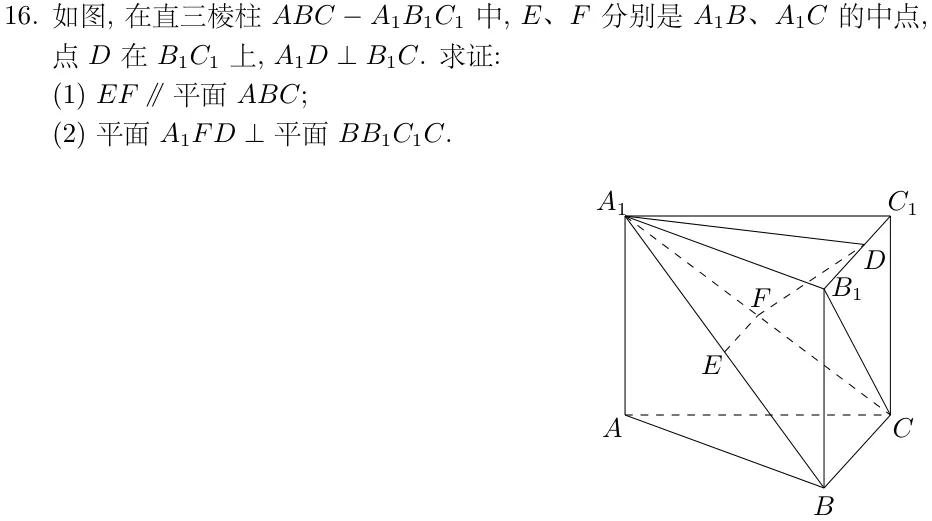 16. 如图, 在直三棱柱 ABC − A₁B₁C₁ 中, E、F 分别是 A₁B、A₁C 的中点,
点 D 在 B₁C₁ 上, A₁D ⊥ B₁C. 求证:
(1) EF ∥ 平面 ABC;
(2) 平面 A₁FD ⊥ 平面 BB₁C₁C.
A₁
C₁
D
B₁
F
E
A
C
B